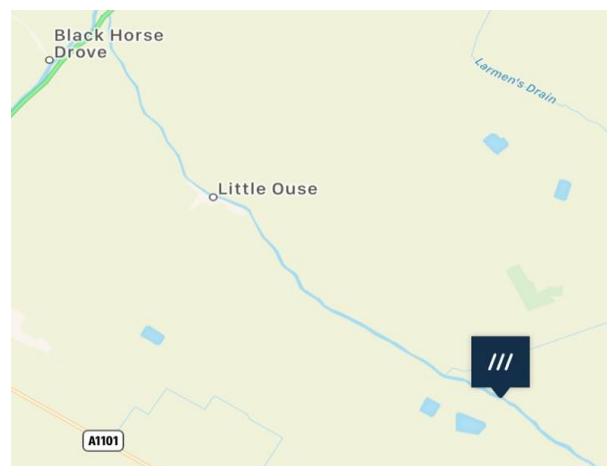 Black Horse
Drove
Larmen's Drain
Little Ouse
///
A1101